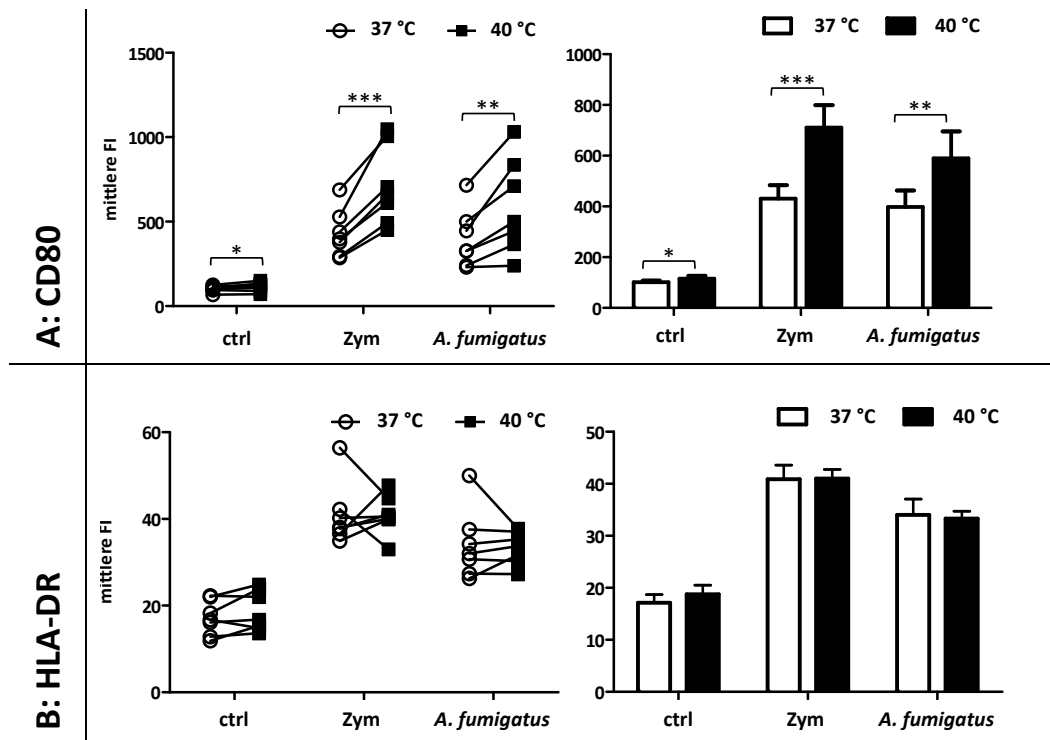 A: CD80
37 °C 40 °C
mittlere FI
1500
1000
500
0
*
***
**
ctrl Zym A. fumigatus
37 °C 40 °C
1000
800
600
400
200
0
*
***
**
ctrl Zym A. fumigatus
B: HLA-DR
37 °C 40 °C
mittlere FI
60
40
20
0
ctrl Zym A. fumigatus
37 °C 40 °C
50
40
30
20
10
0
ctrl Zym A. fumigatus